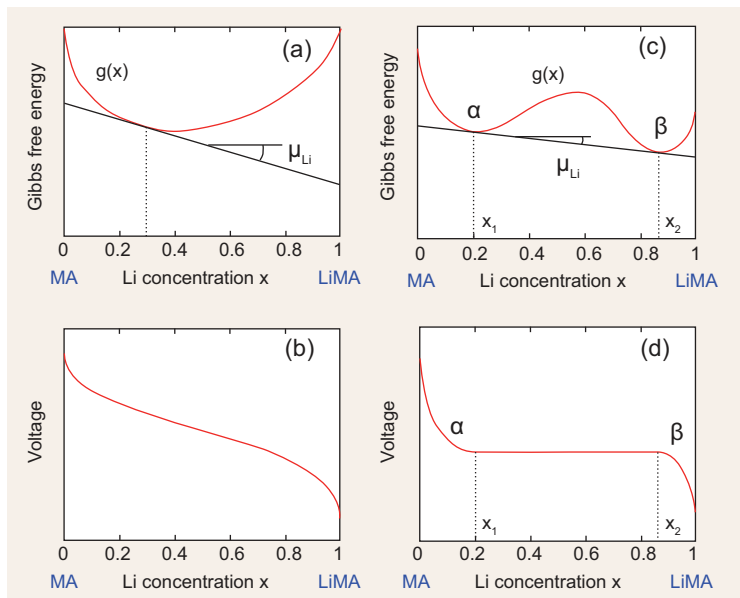 (a)
g(x)
μLi
Gibbs free energy
0 0.2 0.4 0.6 0.8 1
MA Li concentration x LiMA
(c)
g(x)
α
β
μLi
x1
x2
Gibbs free energy
0 0.2 0.4 0.6 0.8 1
MA Li concentration x LiMA
(b)
Voltage
0 0.2 0.4 0.6 0.8 1
MA Li concentration x LiMA
(d)
α
β
x1
x2
Voltage
0 0.2 0.4 0.6 0.8 1
MA Li concentration x LiMA